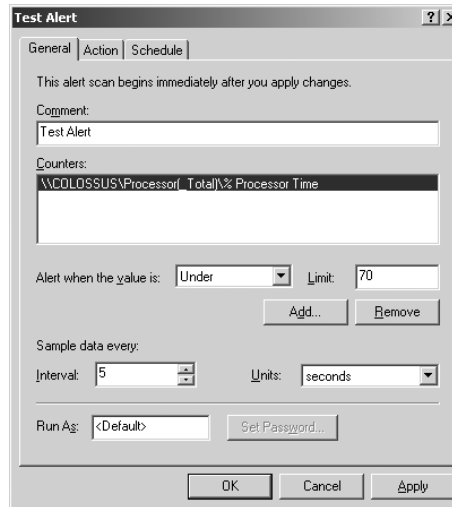 Test Alert
General Action Schedule
This alert scan begins immediately after you apply changes.
Comment:
Test Alert
Counters:
\\COLOSSUS\Processor(_Total)\% Processor Time
Alert when the value is: Under Limit: 70
Add... Remove
Sample data every:
Interval: 5 Units: seconds
Run As: <Default> Set Password...
OK Cancel Apply